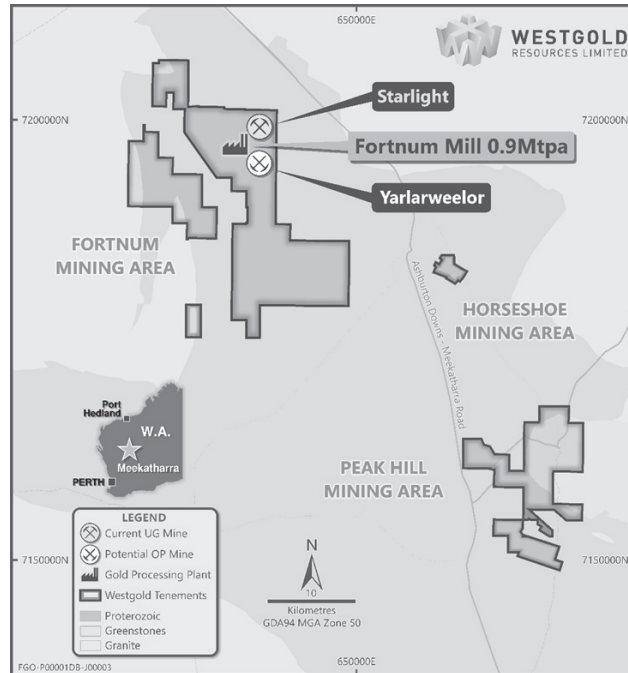 650000E
WESTGOLD
RESOURCES LIMITED
7200000N
7200000N
Starlight
Fortnum Mill 0.9Mtpa
Yarlarweelor
FORTNUM
MINING AREA
HORSESHOE
MINING AREA
Ashburton Downs - Meekatharra Road
Port
Hedland
W.A.
Meekatharra
PERTH
PEAK HILL
MINING AREA
LEGEND
Current UG Mine
Potential OP Mine
Gold Processing Plant
Westgold Tenements
Proterozoic
Greenstones
Granite
N
10
Kilometres
GDA94 MGA Zone 50
7150000N
7150000N
FGO-P00001DB-J00003
650000E